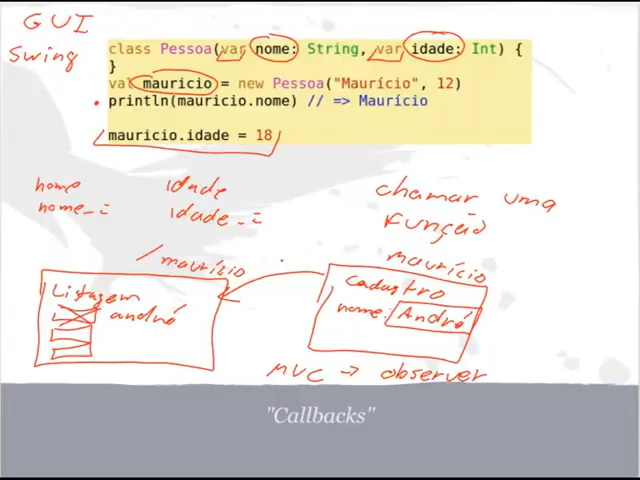 GUI
Swing
class Pessoa(var nome: String, var idade: Int) {
}
val mauricio = new Pessoa("Maurício", 12)
println(mauricio.nome) // => Maurício
mauricio.idade = 18
nome idade
nome_= idade_=
chamar uma
função
maurício
maurício
Listagem
andré
Cadastro
nome: André
MVC → observer
"Callbacks"